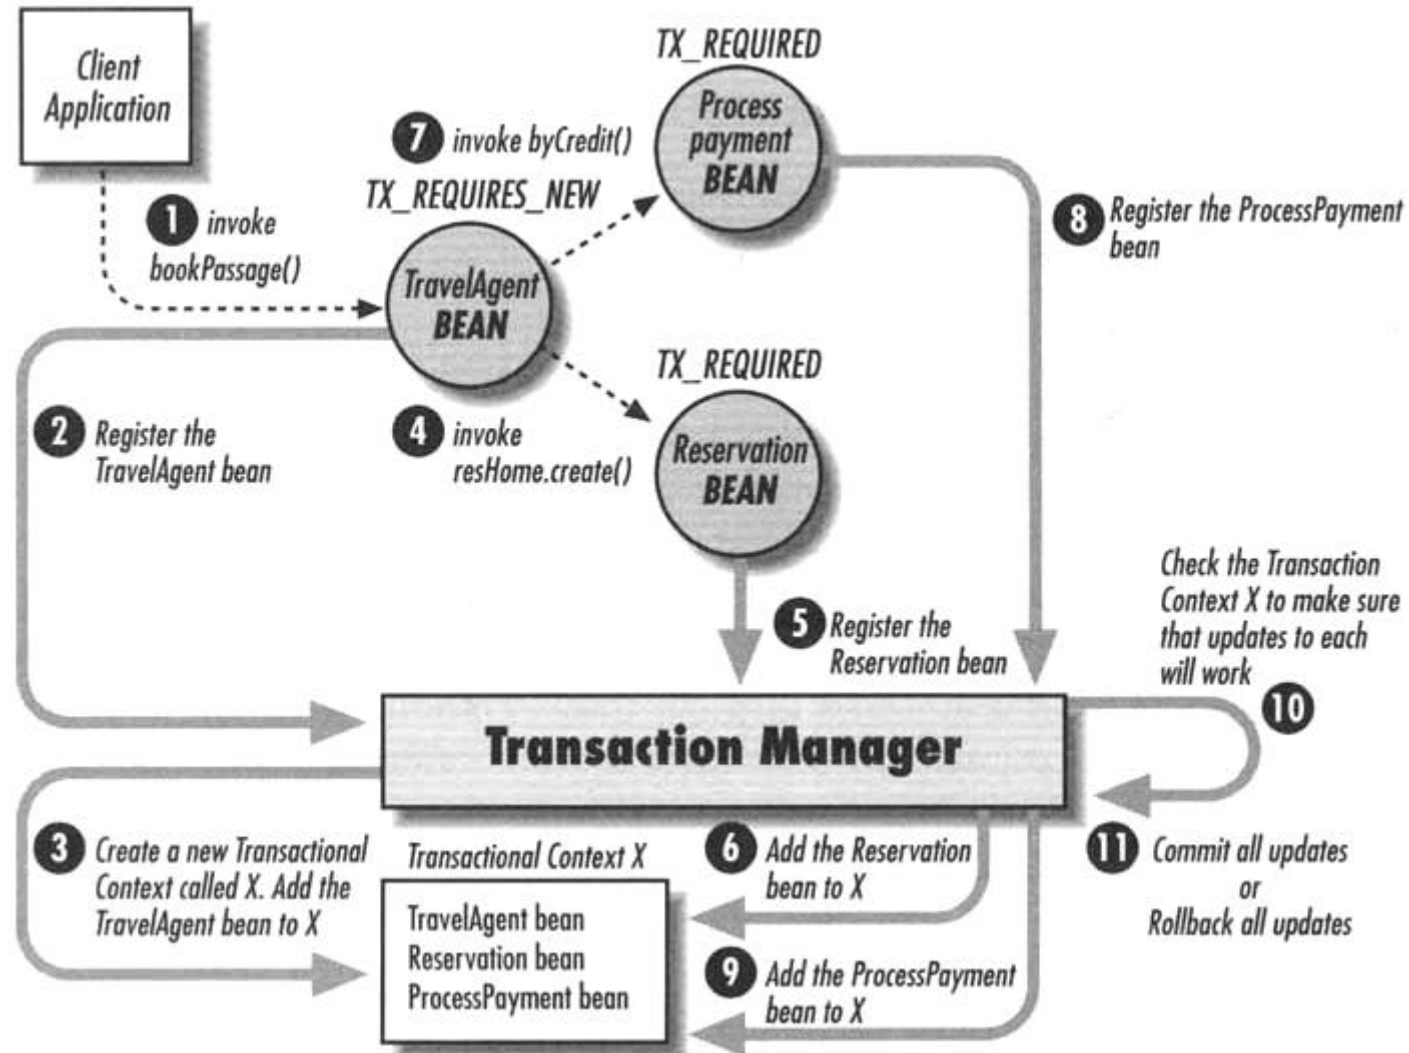 Client
Application
TX_REQUIRED
Process
payment
BEAN
7 invoke byCredit()
TX_REQUIRES_NEW
1 invoke
bookPassage()
8 Register the ProcessPayment
bean
TravelAgent
BEAN
TX_REQUIRED
2 Register the
TravelAgent bean
4 invoke
resHome.create()
Reservation
BEAN
5 Register the
Reservation bean
Check the Transaction
Context X to make sure
that updates to each
will work
10
Transaction Manager
3 Create a new Transactional
Context called X. Add the
TravelAgent bean to X
Transactional Context X
TravelAgent bean
Reservation bean
ProcessPayment bean
6 Add the Reservation
bean to X
9 Add the ProcessPayment
bean to X
11 Commit all updates
or
Rollback all updates